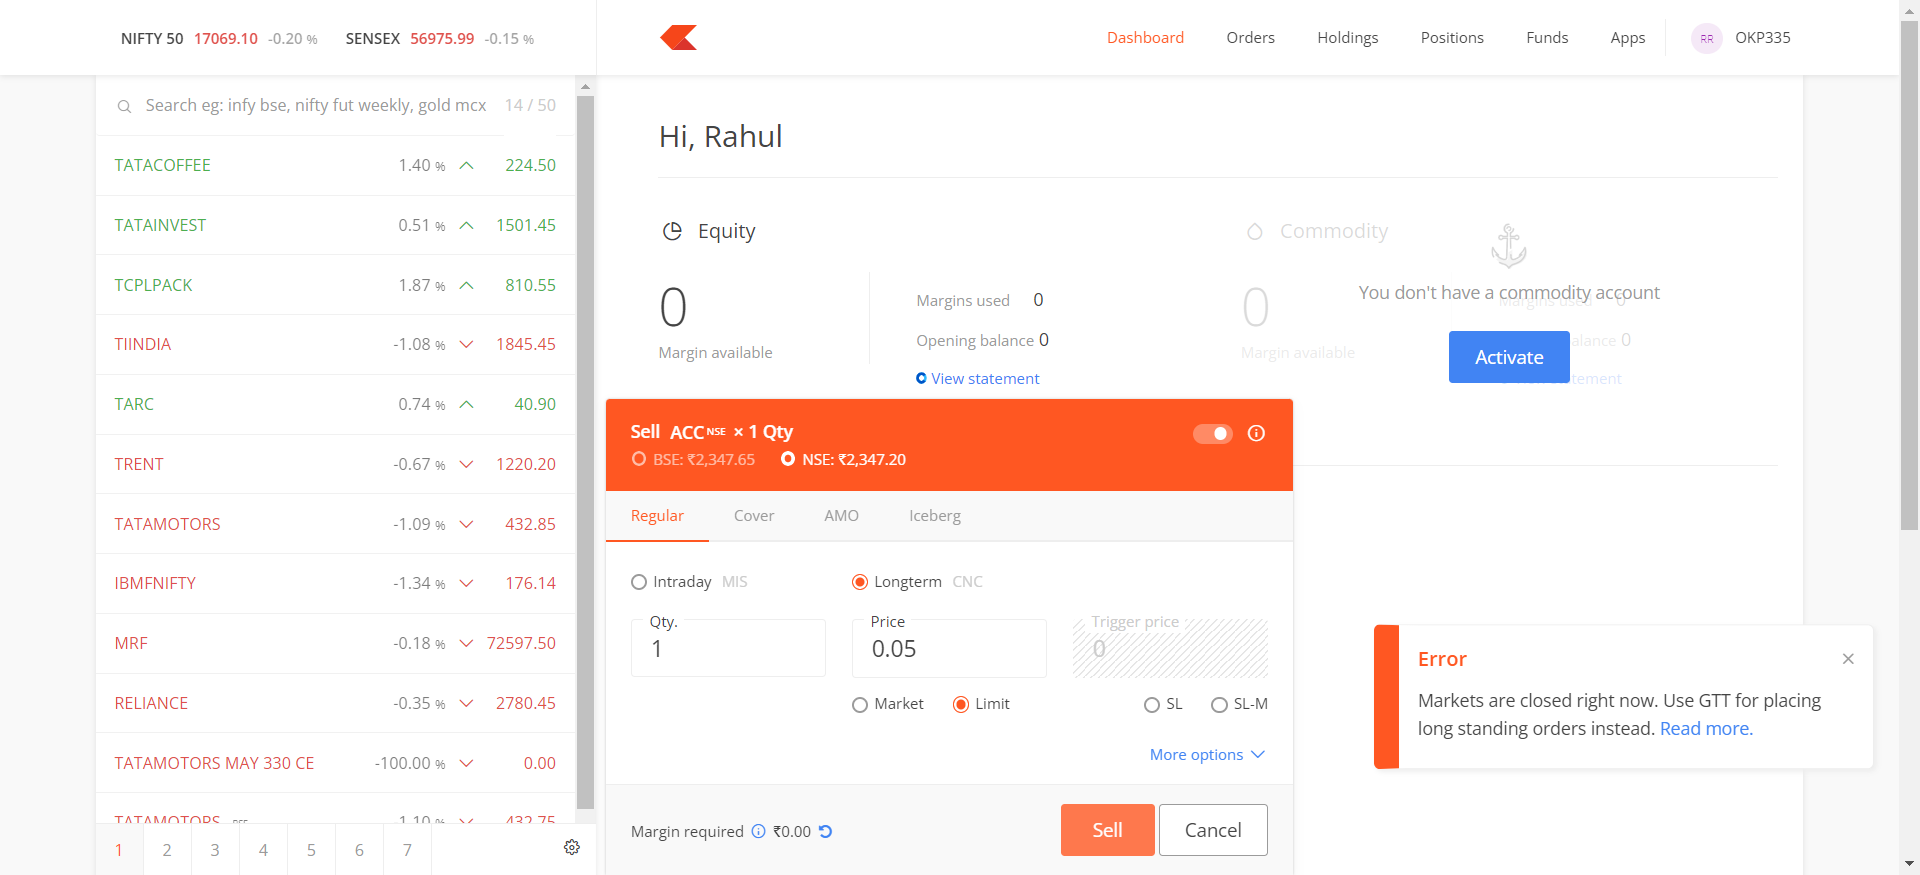 NIFTY 50 17069.10 -0.20 % SENSEX 56975.99 -0.15 %
Dashboard Orders Holdings Positions Funds Apps RR OKP335
Search eg: infy bse, nifty fut weekly, gold mcx 14 / 50
TATACOFFEE 1.40 % 224.50
TATAINVEST 0.51 % 1501.45
TCPLPACK 1.87 % 810.55
TIINDIA -1.08 % 1845.45
TARC 0.74 % 40.90
TRENT -0.67 % 1220.20
TATAMOTORS -1.09 % 432.85
IBMFNIFTY -1.34 % 176.14
MRF -0.18 % 72597.50
RELIANCE -0.35 % 2780.45
TATAMOTORS MAY 330 CE -100.00 % 0.00
TATAMOTORS BSE -1.10 % 432.75
1 2 3 4 5 6 7
Hi, Rahul
Equity
0
Margin available
Margins used 0
Opening balance 0
View statement
Commodity
0
Margin available
You don't have a commodity account
Margins used 0
Activate
alance 0
tement
Sell ACC NSE × 1 Qty
BSE: ₹2,347.65 NSE: ₹2,347.20
Regular Cover AMO Iceberg
Intraday MIS Longterm CNC
Qty. Price Trigger price
1 0.05 0
Market Limit SL SL-M
More options
Margin required ₹0.00
Sell Cancel
Error
Markets are closed right now. Use GTT for placing
long standing orders instead. Read more.